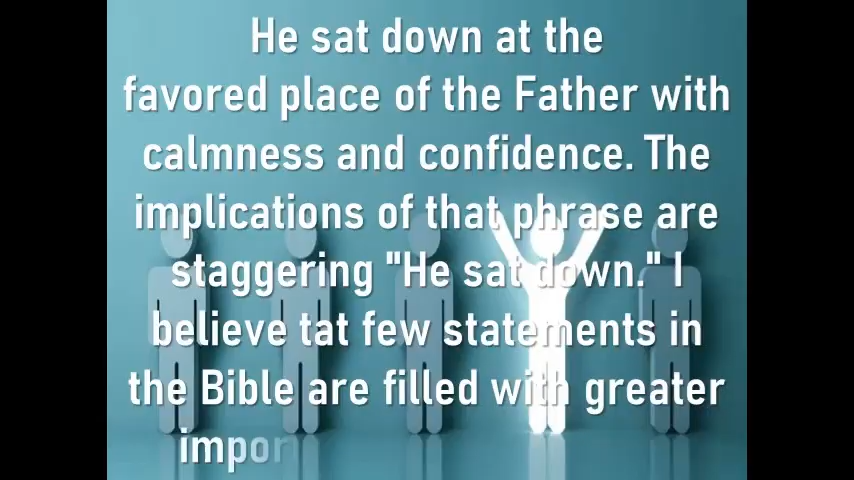 He sat down at the
favored place of the Father with
calmness and confidence. The
implications of that phrase are
staggering "He sat down." I
believe tat few statements in
the Bible are filled with greater
impor